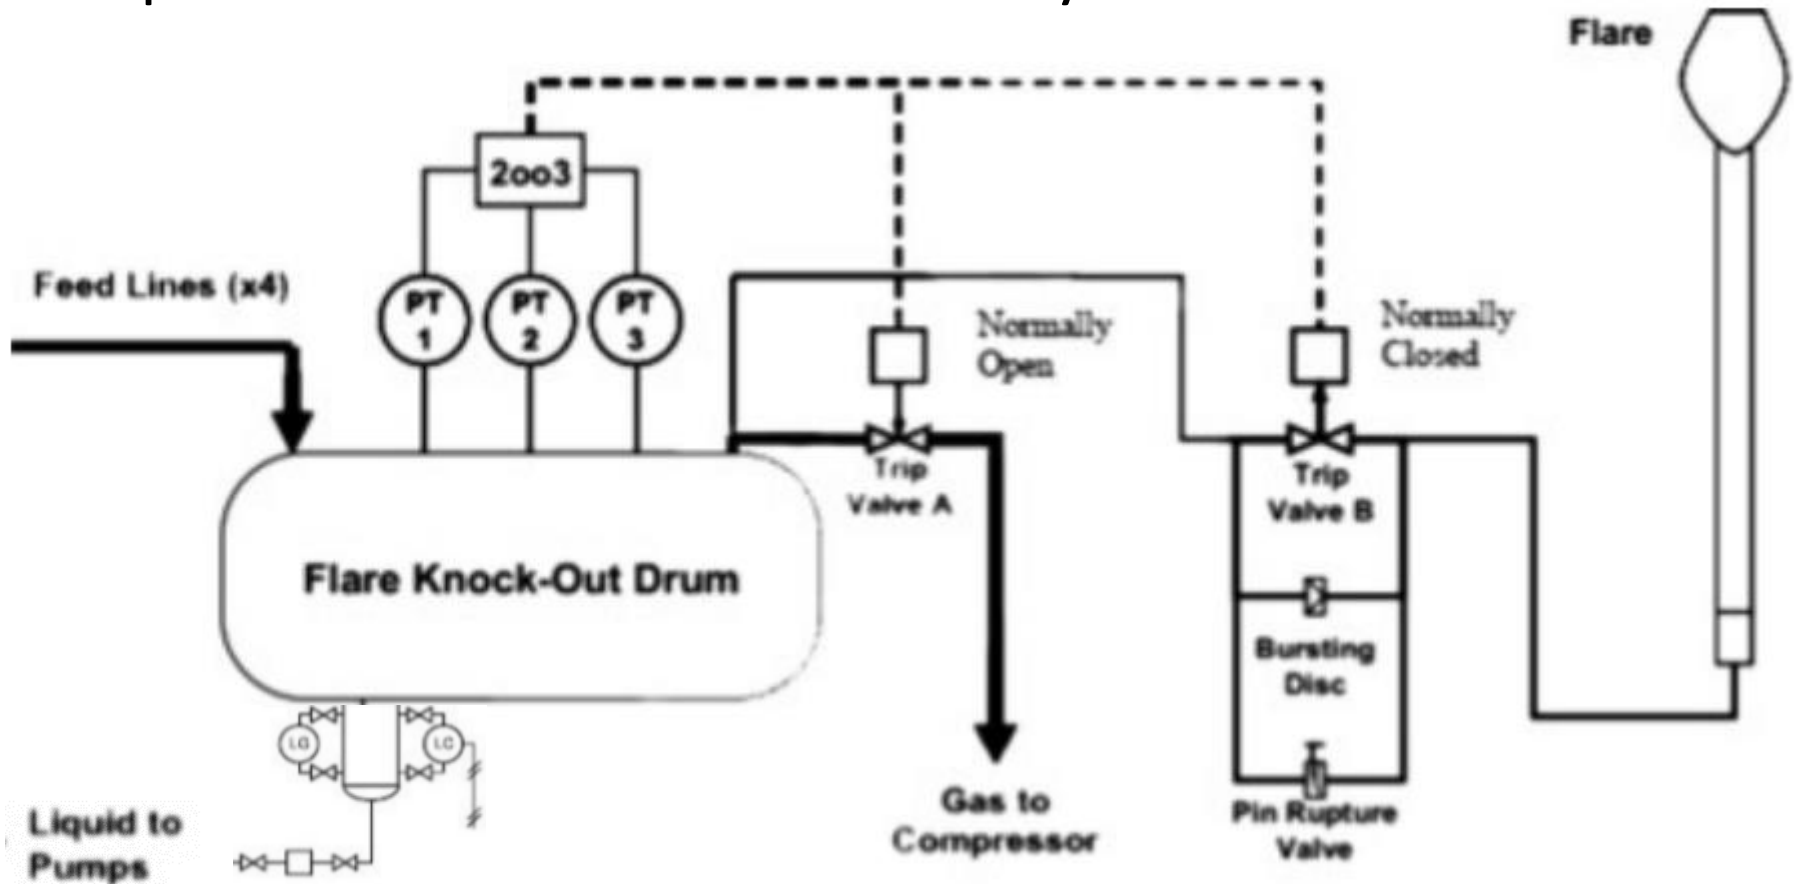 Flare
2oo3
Feed Lines (x4)
PT
1
PT
2
PT
3
Normally
Open
Normally
Closed
Trip
Valve A
Trip
Valve B
Flare Knock-Out Drum
Bursting
Disc
LG
LC
Gas to
Compressor
Pin Rupture
Valve
Liquid to
Pumps